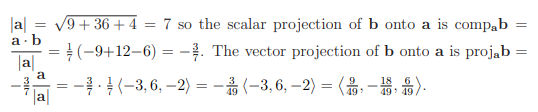 |a| = √9 + 36 + 4 = 7 so the scalar projection of b onto a is compₐb =
a · b / |a| = 1/7 (−9+12−6) = −3/7. The vector projection of b onto a is projₐb =
−3/7 a/|a| = −3/7 · 1/7 ⟨−3, 6, −2⟩ = −3/49 ⟨−3, 6, −2⟩ = ⟨9/49, −18/49, 6/49⟩.